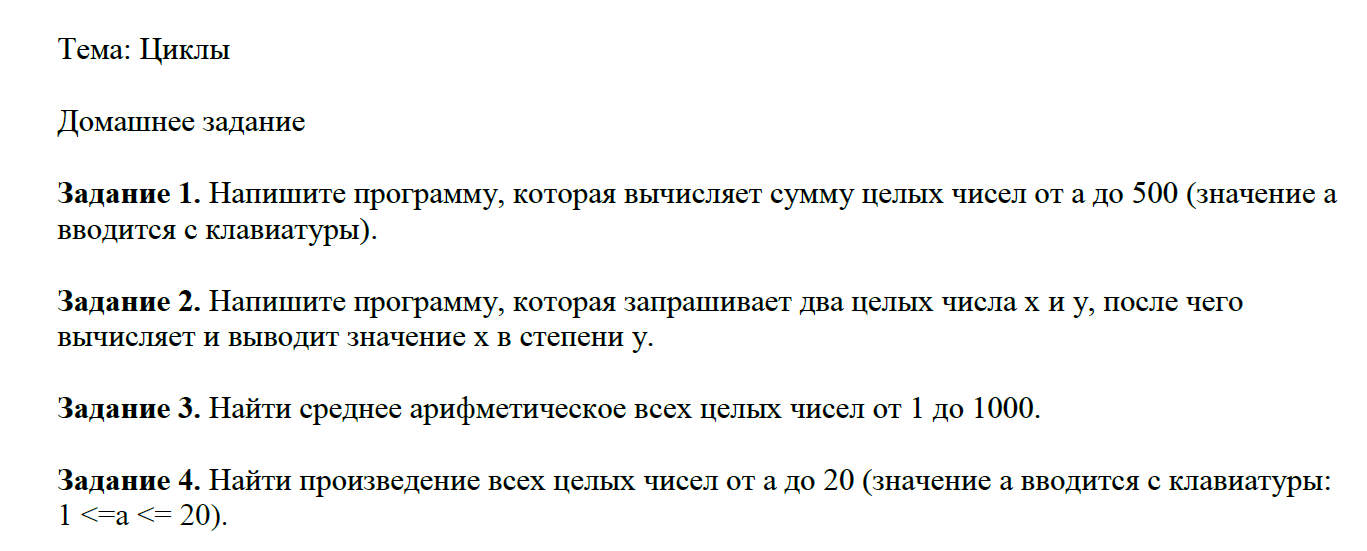 Тема: Циклы
Домашнее задание
Задание 1. Напишите программу, которая вычисляет сумму целых чисел от а до 500 (значение а
вводится с клавиатуры).
Задание 2. Напишите программу, которая запрашивает два целых числа x и y, после чего
вычисляет и выводит значение x в степени y.
Задание 3. Найти среднее арифметическое всех целых чисел от 1 до 1000.
Задание 4. Найти произведение всех целых чисел от a до 20 (значение a вводится с клавиатуры:
1 <=a <= 20).